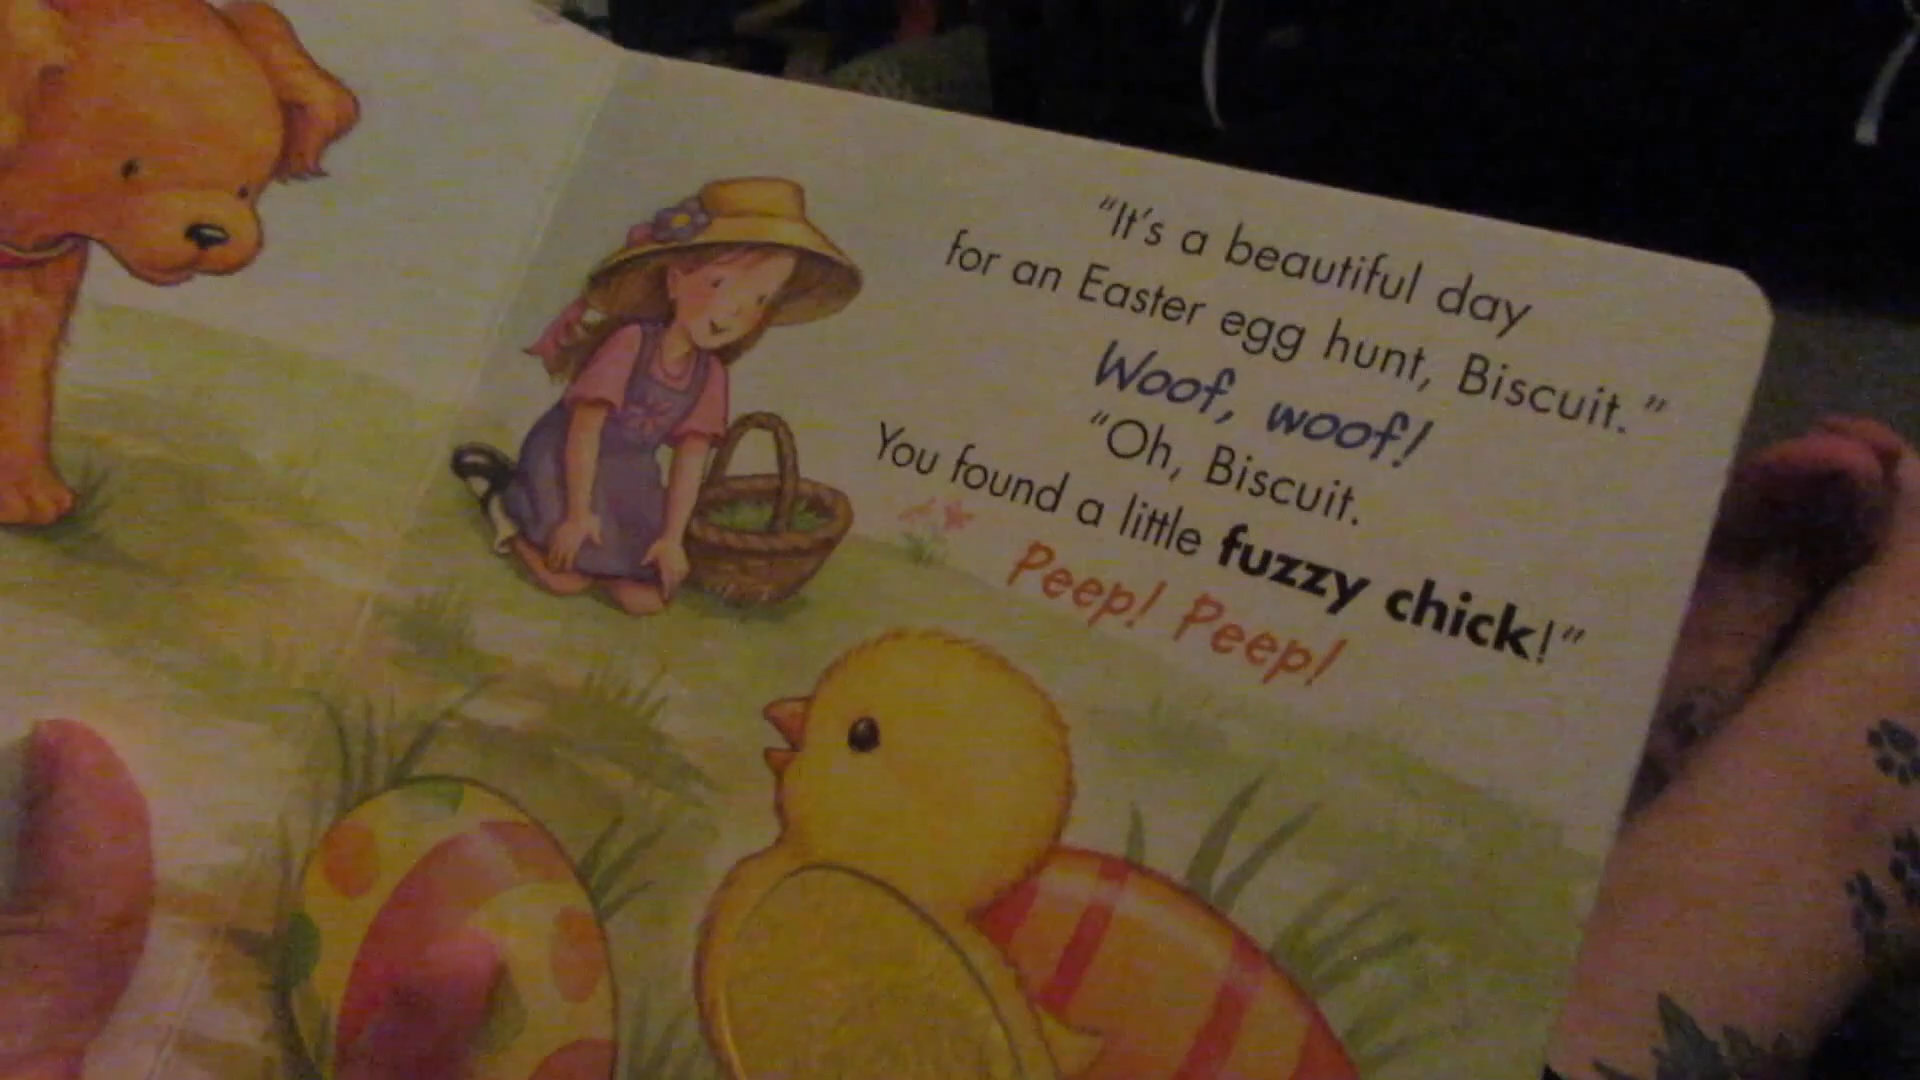 “It's a beautiful day
for an Easter egg hunt, Biscuit.”
Woof, woof!
“Oh, Biscuit.
You found a little fuzzy chick!”
Peep! Peep!